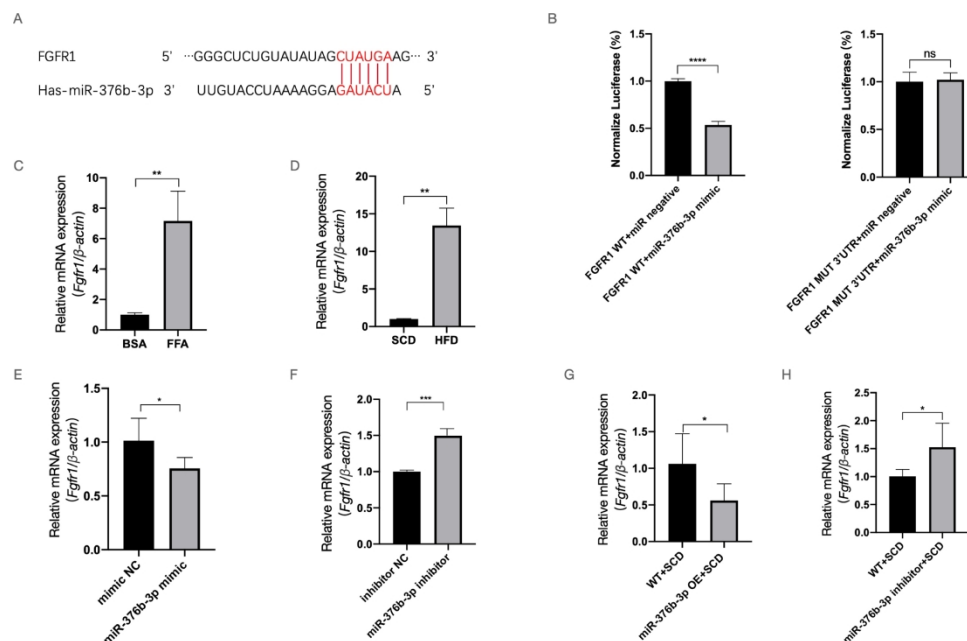 A
FGFR1 5' ···GGGCUCUGUAUAUAGCUAUGAAG··· 3'
Has-miR-376b-3p 3' UUGUACCUAAAAGGAGAUACUA 5'
B
Normalize Luciferase (%)
1.5
1.0
0.5
0.0
****
FGFR1 WT+miR negative
FGFR1 WT+miR-376b-3p mimic
Normalize Luciferase (%)
1.5
1.0
0.5
0.0
ns
FGFR1 MUT 3'UTR+miR negative
FGFR1 MUT 3'UTR+miR-376b-3p mimic
C
Relative mRNA expression
(Fgfr1/β-actin)
10
8
6
4
2
0
**
BSA FFA
D
Relative mRNA expression
(Fgfr1/β-actin)
20
15
10
5
0
**
SCD HFD
E
Relative mRNA expression
(Fgfr1/β-actin)
1.5
1.0
0.5
0.0
*
mimic NC
miR-376b-3p mimic
F
Relative mRNA expression
(Fgfr1/β-actin)
2.0
1.5
1.0
0.5
0.0
***
inhibitor NC
miR-376b-3p inhibitor
G
Relative mRNA expression
(Fgfr1/β-actin)
2.0
1.5
1.0
0.5
0.0
*
WT+SCD
miR-376b-3p OE+SCD
H
Relative mRNA expression
(Fgfr1/β-actin)
2.5
2.0
1.5
1.0
0.5
0.0
*
WT+SCD
miR-376b-3p inhibitor+SCD